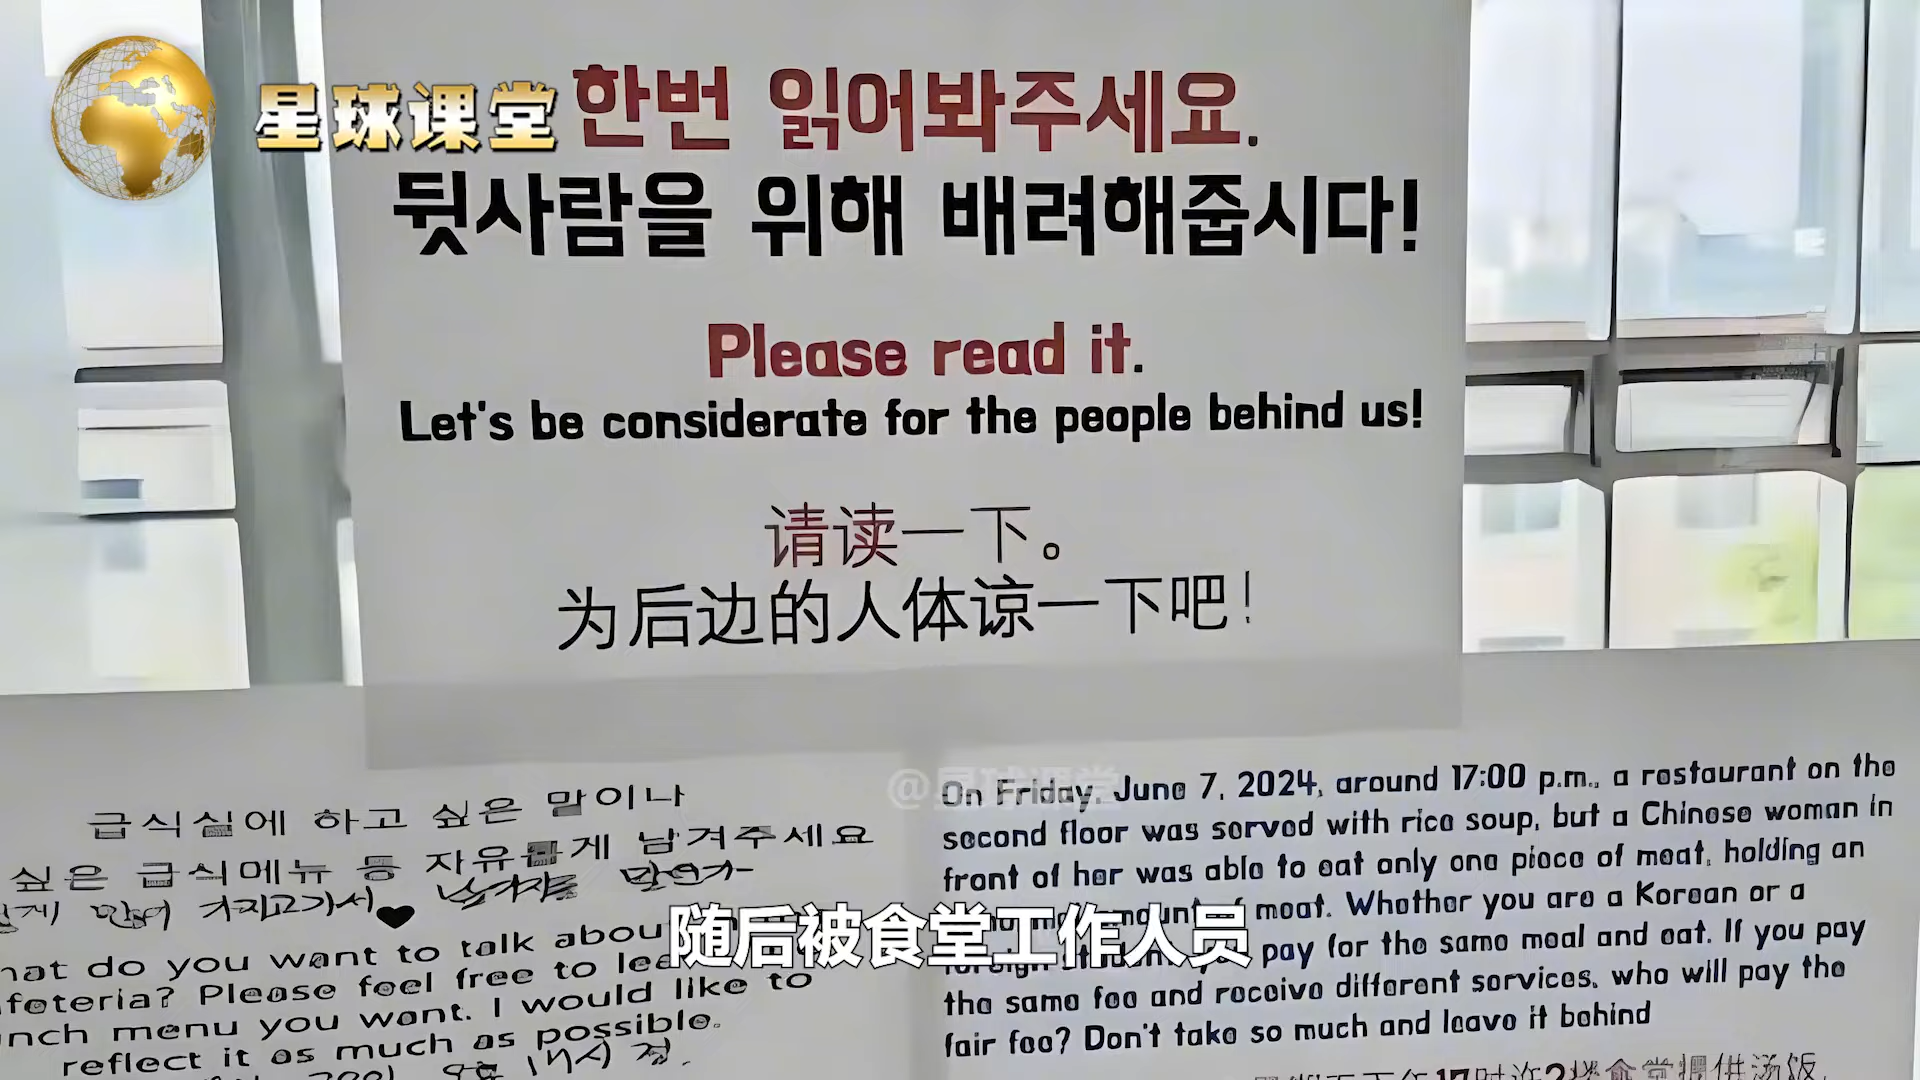 星球课堂
한번 읽어봐주세요.
뒷사람을 위해 배려해줍시다!
Please read it.
Let's be considerate for the people behind us!
请读一下。
为后边的人体谅一下吧!
@星球课堂
급식실에 하고 싶은 말이나
싶은 급식메뉴 등 자유롭게 남겨주세요
What do you want to talk about
cafeteria? Please feel free to
lunch menu you want. I would like to
reflect it as much as possible.
On Friday, June 7, 2024, around 17:00 p.m., a restaurant on the
second floor was served with rice soup, but a Chinese woman in
front of her was able to eat only one piece of meat, holding an
amount of meat. Whether you are a Korean or a
foreign student, you pay for the same meal and eat. If you pay
the same fee and receive different services, who will pay the
fair fee? Don't take so much and leave it behind
随后被食堂工作人员